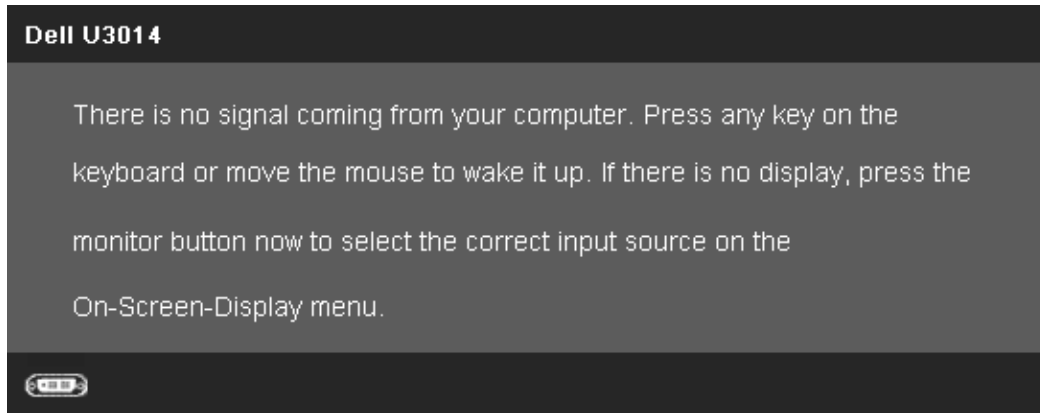 Dell U3014
There is no signal coming from your computer. Press any key on the
keyboard or move the mouse to wake it up. If there is no display, press the
monitor button now to select the correct input source on the
On-Screen-Display menu.